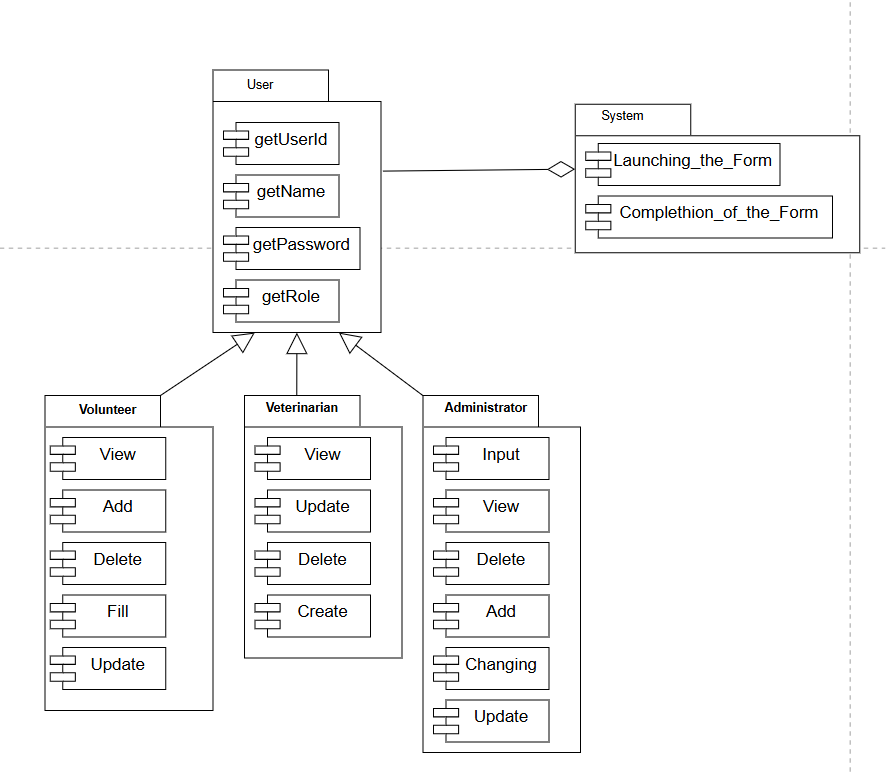 User
getUserId
getName
getPassword
getRole
System
Launching_the_Form
Complethion_of_the_Form
Volunteer
View
Add
Delete
Fill
Update
Veterinarian
View
Update
Delete
Create
Administrator
Input
View
Delete
Add
Changing
Update